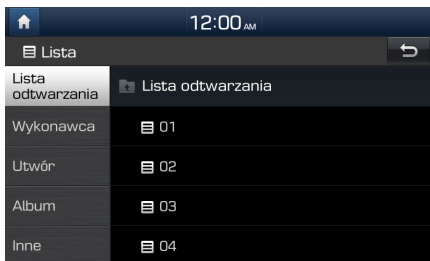 12:00 AM
Lista
Lista
odtwarzania
Lista odtwarzania
Wykonawca
01
Utwór
02
Album
03
Inne
04